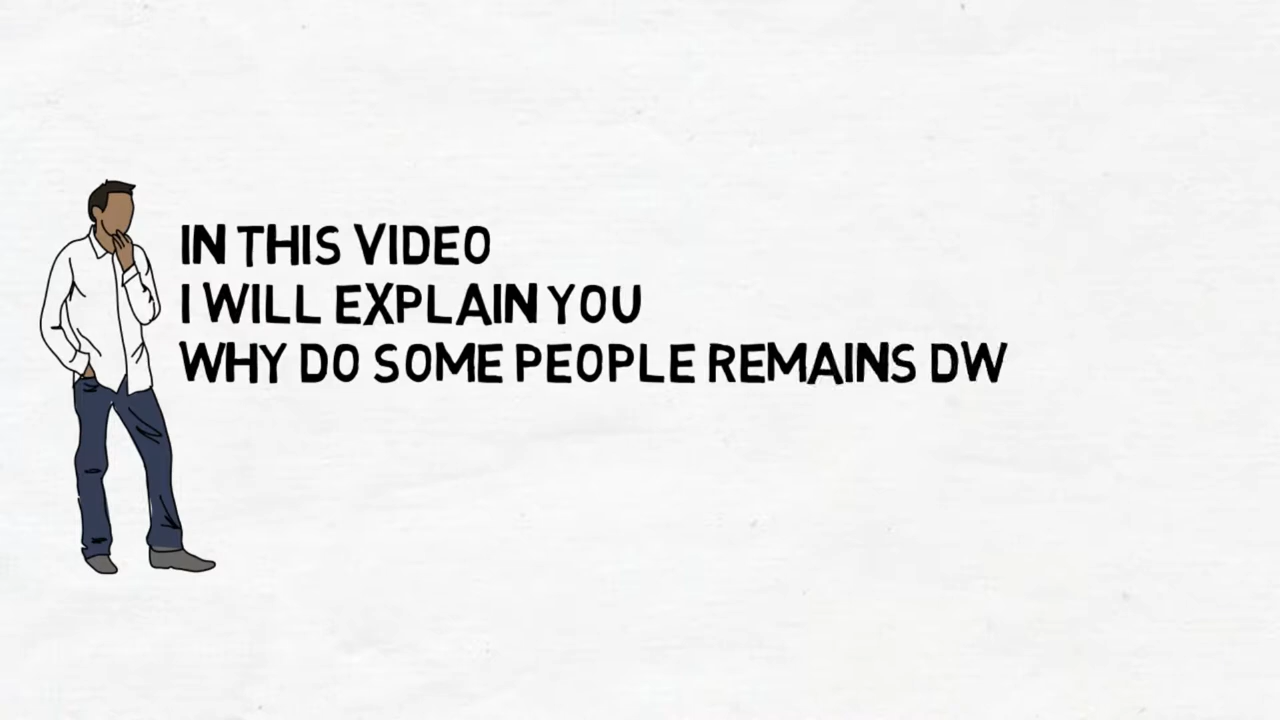 IN THIS VIDEO
I WILL EXPLAIN YOU
WHY DO SOME PEOPLE REMAINS DW